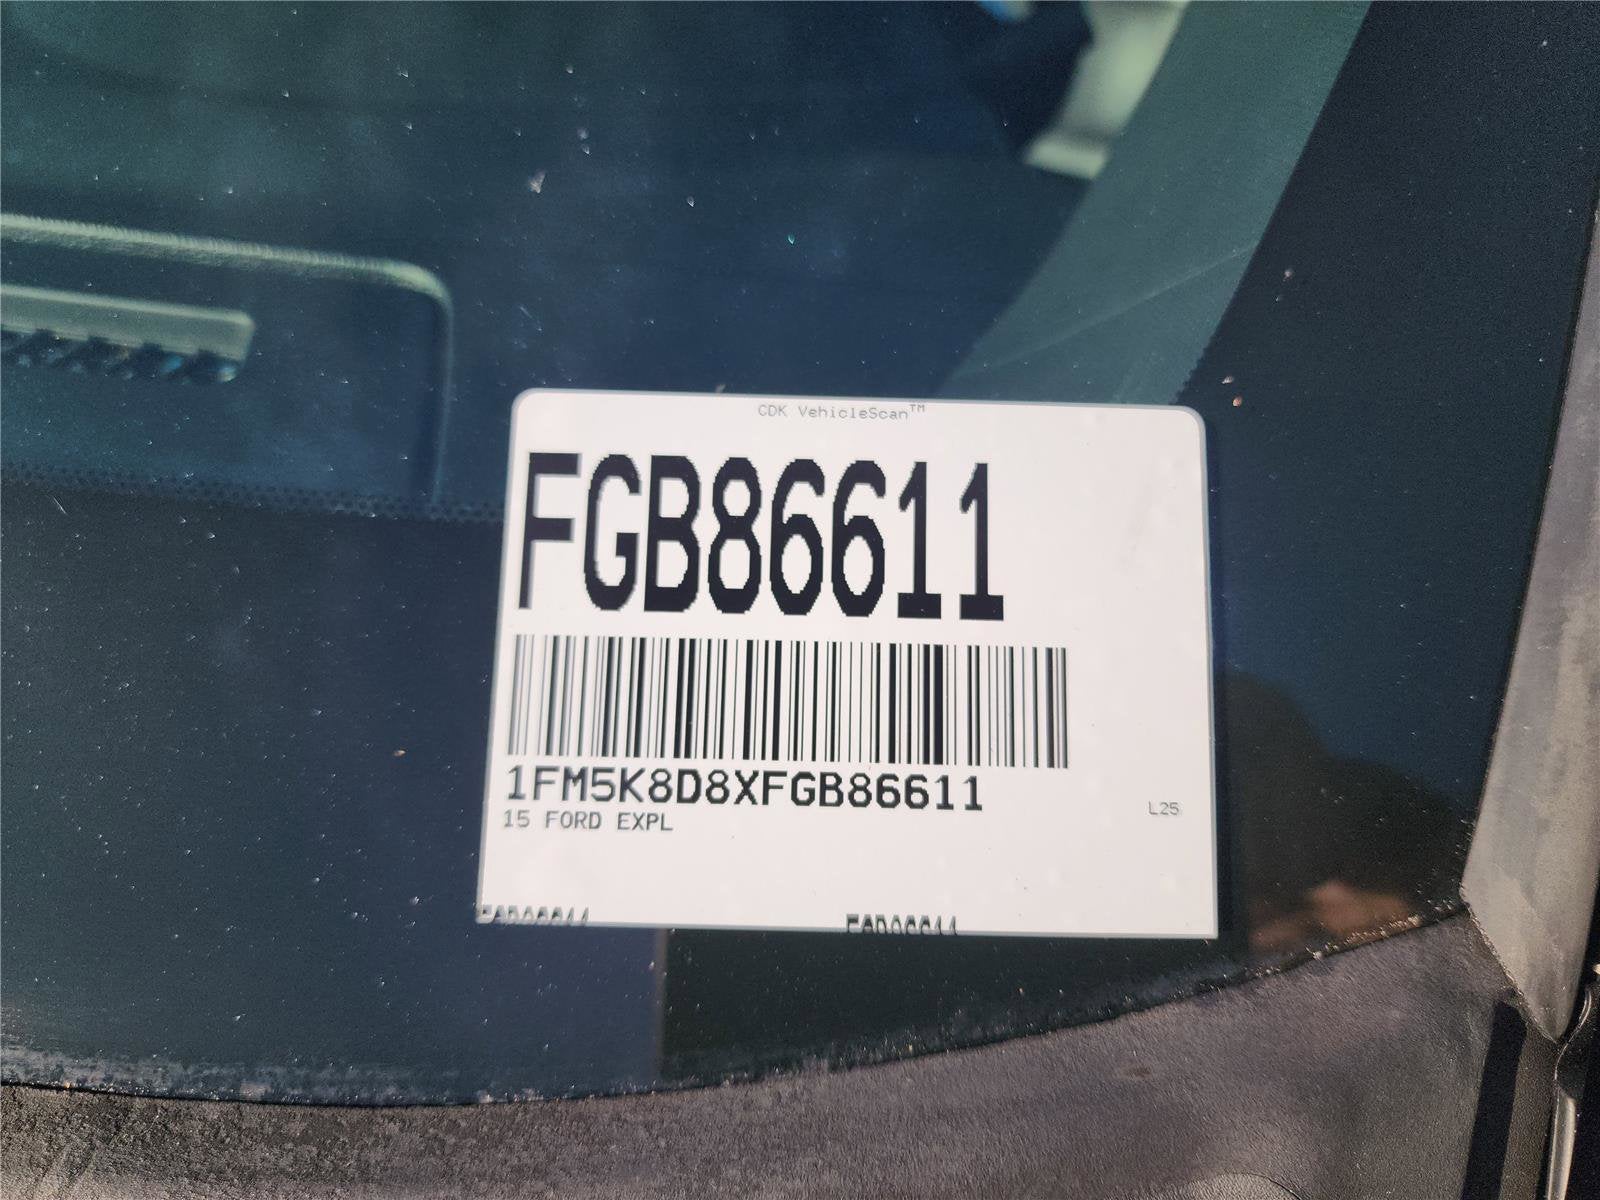 CDK VehicleScan™
FGB86611
1FM5K8D8XFGB86611
15 FORD EXPL
L25